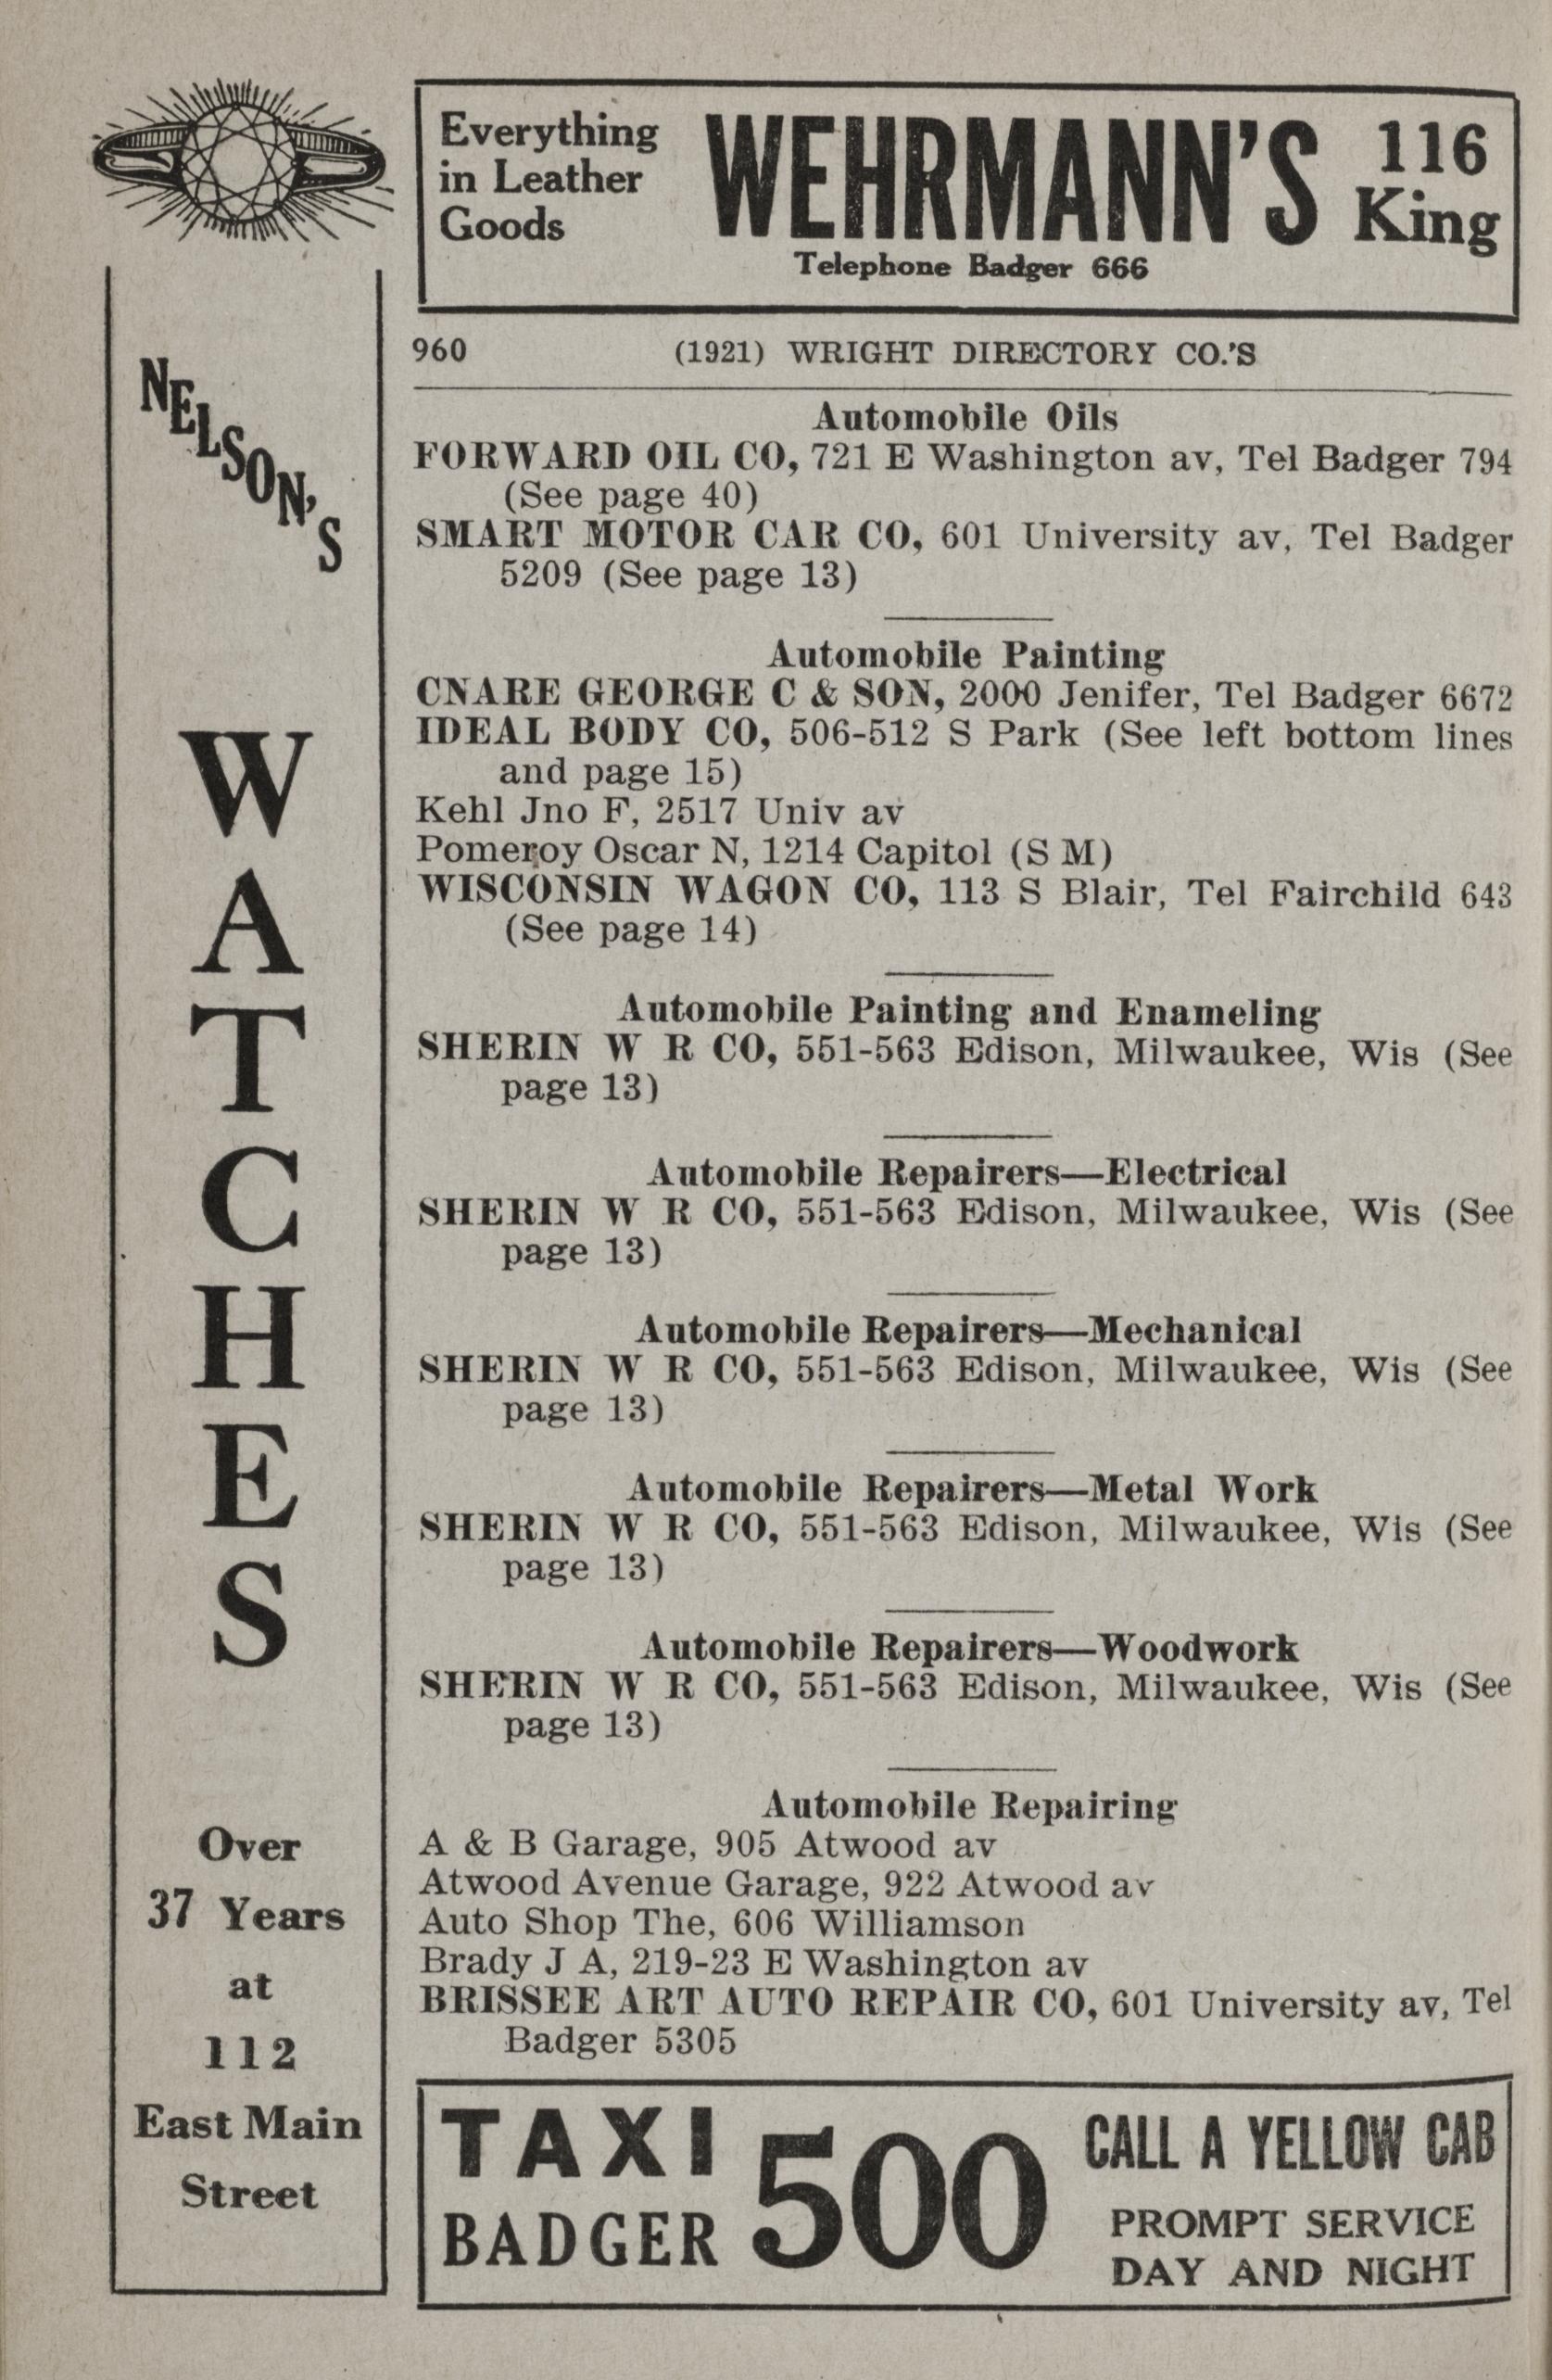 Everything
in Leather
Goods
WEHRMANN'S
116
King
Telephone Badger 666
960 (1921) WRIGHT DIRECTORY CO.'S
Automobile Oils
FORWARD OIL CO, 721 E Washington av, Tel Badger 794
(See page 40)
SMART MOTOR CAR CO, 601 University av, Tel Badger
5209 (See page 13)
Automobile Painting
CNARE GEORGE C & SON, 2000 Jenifer, Tel Badger 6672
IDEAL BODY CO, 506-512 S Park (See left bottom lines
and page 15)
Kehl Jno F, 2517 Univ av
Pomeroy Oscar N, 1214 Capitol (S M)
WISCONSIN WAGON CO, 113 S Blair, Tel Fairchild 643
(See page 14)
Automobile Painting and Enameling
SHERIN W R CO, 551-563 Edison, Milwaukee, Wis (See
page 13)
Automobile Repairers—Electrical
SHERIN W R CO, 551-563 Edison, Milwaukee, Wis (See
page 13)
Automobile Repairers—Mechanical
SHERIN W R CO, 551-563 Edison, Milwaukee, Wis (See
page 13)
Automobile Repairers—Metal Work
SHERIN W R CO, 551-563 Edison, Milwaukee, Wis (See
page 13)
Automobile Repairers—Woodwork
SHERIN W R CO, 551-563 Edison, Milwaukee, Wis (See
page 13)
Automobile Repairing
A & B Garage, 905 Atwood av
Atwood Avenue Garage, 922 Atwood av
Auto Shop The, 606 Williamson
Brady J A, 219-23 E Washington av
BRISSEE ART AUTO REPAIR CO, 601 University av, Tel
Badger 5305
NELSON'S
WATCHES
Over
37 Years
at
112
East Main
Street
TAXI
BADGER
500
CALL A YELLOW CAB
PROMPT SERVICE
DAY AND NIGHT